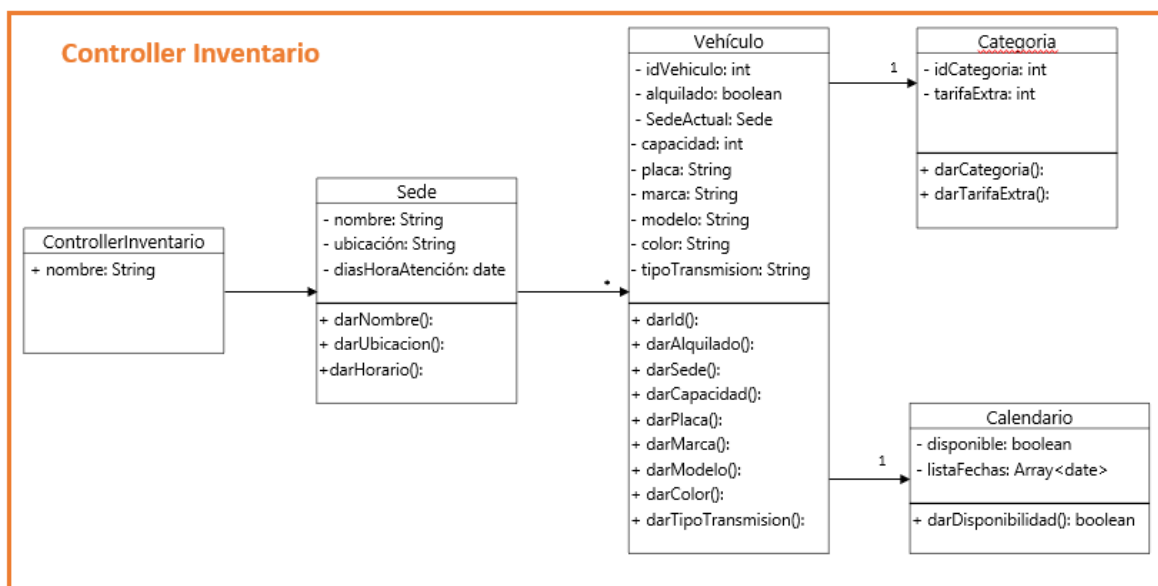 Controller Inventario
ControllerInventario
+ nombre: String
Sede
- nombre: String
- ubicación: String
- diasHoraAtención: date
+ darNombre():
+ darUbicacion():
+darHorario():
*
Vehículo
- idVehiculo: int
- alquilado: boolean
- SedeActual: Sede
- capacidad: int
- placa: String
- marca: String
- modelo: String
- color: String
- tipoTransmision: String
+ darId():
+ darAlquilado():
+ darSede():
+ darCapacidad():
+ darPlaca():
+ darMarca():
+ darModelo():
+ darColor():
+ darTipoTransmision():
1
Categoria
- idCategoria: int
- tarifaExtra: int
+ darCategoria():
+ darTarifaExtra():
1
Calendario
- disponible: boolean
- listaFechas: Array<date>
+ darDisponibilidad(): boolean